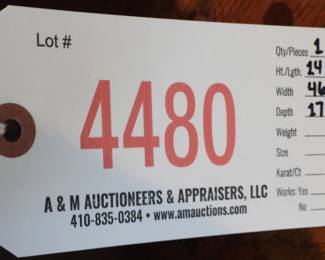 Lot #
4480
A & M AUCTIONEERS & APPRAISERS, LLC
410-835-0384 • www.amauctions.com
Qty/Pieces 1
Ht./Lgth. 24
Width 46
Depth 17
Weight
Size
Karat/Ct
Works: Yes
No